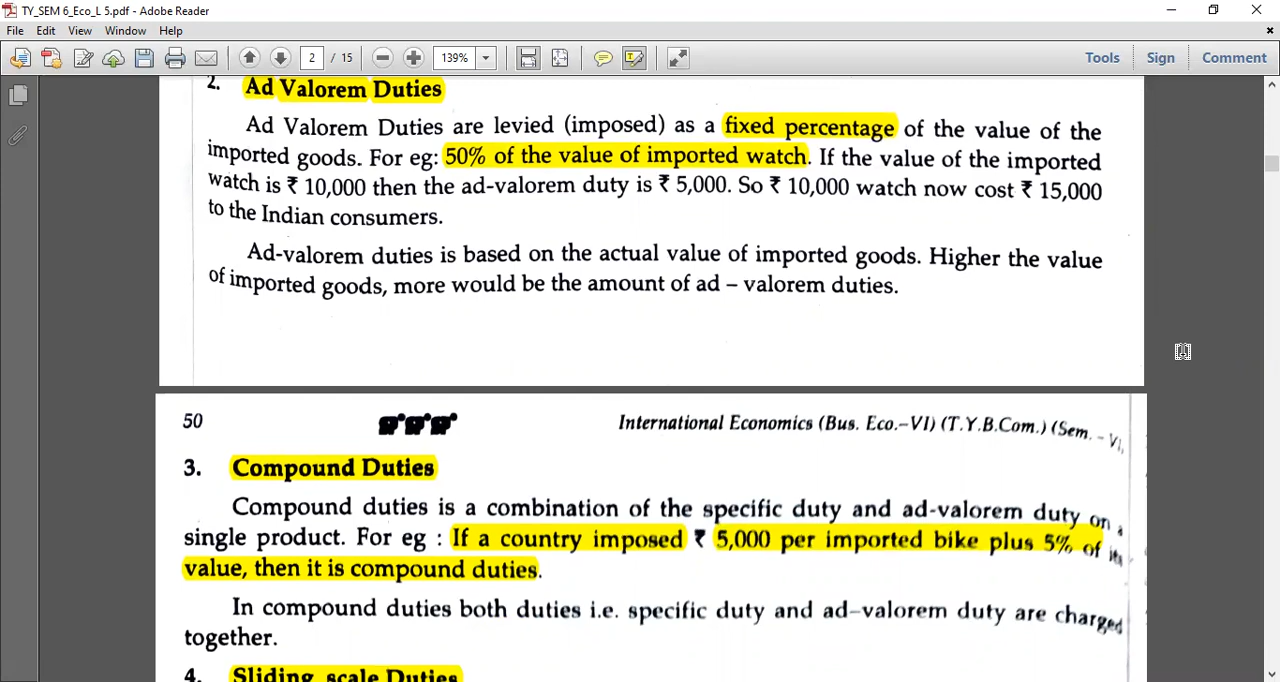 TY_SEM 6_Eco_L 5.pdf - Adobe Reader
File Edit View Window Help
2 / 15 139% Tools Sign Comment
2. Ad Valorem Duties
Ad Valorem Duties are levied (imposed) as a fixed percentage of the value of the
imported goods. For eg: 50% of the value of imported watch. If the value of the imported
watch is ₹ 10,000 then the ad-valorem duty is ₹ 5,000. So ₹ 10,000 watch now cost ₹ 15,000
to the Indian consumers.
Ad-valorem duties is based on the actual value of imported goods. Higher the value
of imported goods, more would be the amount of ad – valorem duties.
50 International Economics (Bus. Eco.–VI) (T.Y.B.Com.) (Sem. – VI,
3. Compound Duties
Compound duties is a combination of the specific duty and ad-valorem duty on a
single product. For eg : If a country imposed ₹ 5,000 per imported bike plus 5% of its
value, then it is compound duties.
In compound duties both duties i.e. specific duty and ad–valorem duty are charged
together.
4. Sliding scale Duties